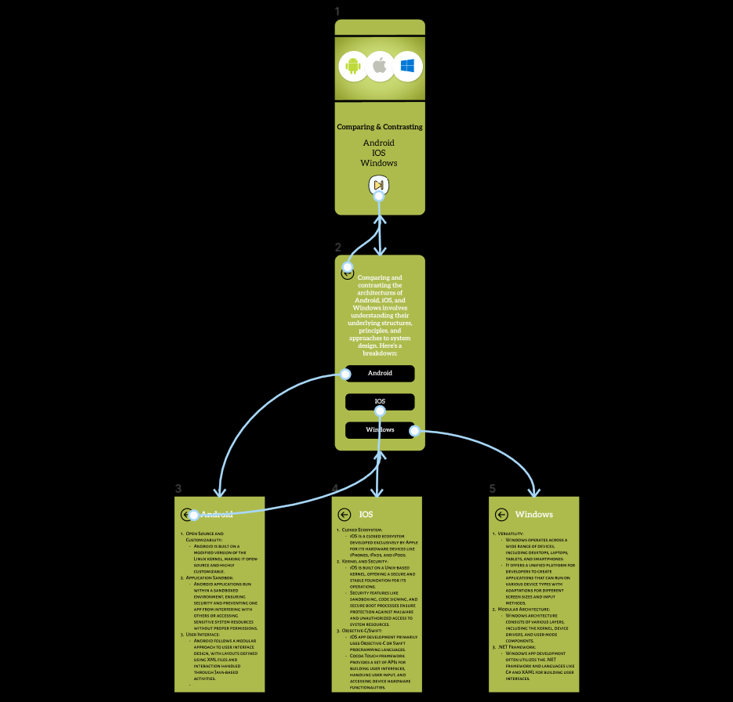 1
Comparing & Contrasting
Android
IOS
Windows
2
Comparing and
contrasting the
architectures of
Android, iOS, and
Windows involves
understanding their
underlying structures,
principles, and
approaches to system
design. Here's a
breakdown:
Android
IOS
Windows
3
Android
1. Open Source and
Customizability:
- Android is built on a
modified version of the
Linux kernel, making it open-
source and highly
customizable.
2. Application Sandbox:
- Android applications run
within a sandboxed
environment, ensuring
security and preventing one
app from interfering with
others or accessing
sensitive system resources
without proper permissions.
3. User Interface:
- Android follows a modular
approach to user interface
design, with layouts defined
using XML files and
interaction handled
through Java-based
activities.
4
IOS
1. Closed Ecosystem:
- iOS is a closed ecosystem
developed exclusively by Apple
for its hardware devices like
iPhones, iPads, and iPods.
2. Kernel and Security:
- iOS is built on a Unix-based
kernel, offering a secure and
stable foundation for its
operations.
- Security features like
sandboxing, code signing, and
secure boot processes ensure
protection against malware
and unauthorized access to
system resources.
3. Objective-C/Swift:
- iOS app development primarily
uses Objective-C or Swift
programming languages.
- Cocoa Touch framework
provides a set of APIs for
building user interfaces,
handling user input, and
accessing device hardware
functionalities.
5
Windows
1. Versatility:
- Windows operates across a
wide range of devices,
including desktops, laptops,
tablets, and smartphones.
- It offers a unified platform for
developers to create
applications that can run on
various device types with
adaptations for different
screen sizes and input
methods.
2. Modular Architecture:
- Windows architecture
consists of various layers,
including the kernel, device
drivers, and user-mode
components.
3. .NET Framework:
- Windows app development
often utilizes the .NET
framework and languages like
C# and XAML for building user
interfaces.